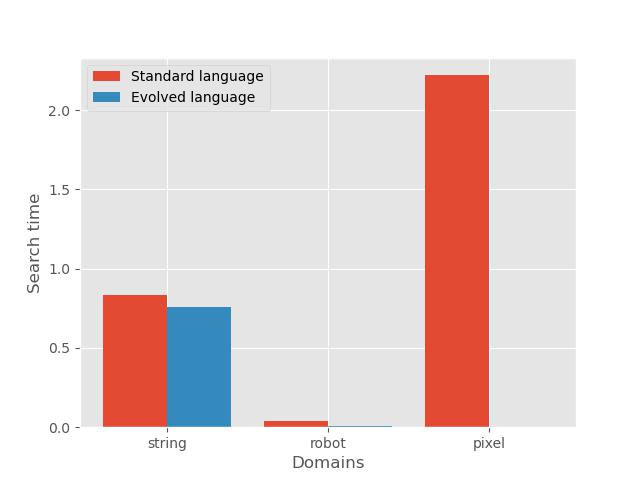 Standard language
Evolved language
2.0
1.5
1.0
0.5
0.0
Search time
string robot pixel
Domains